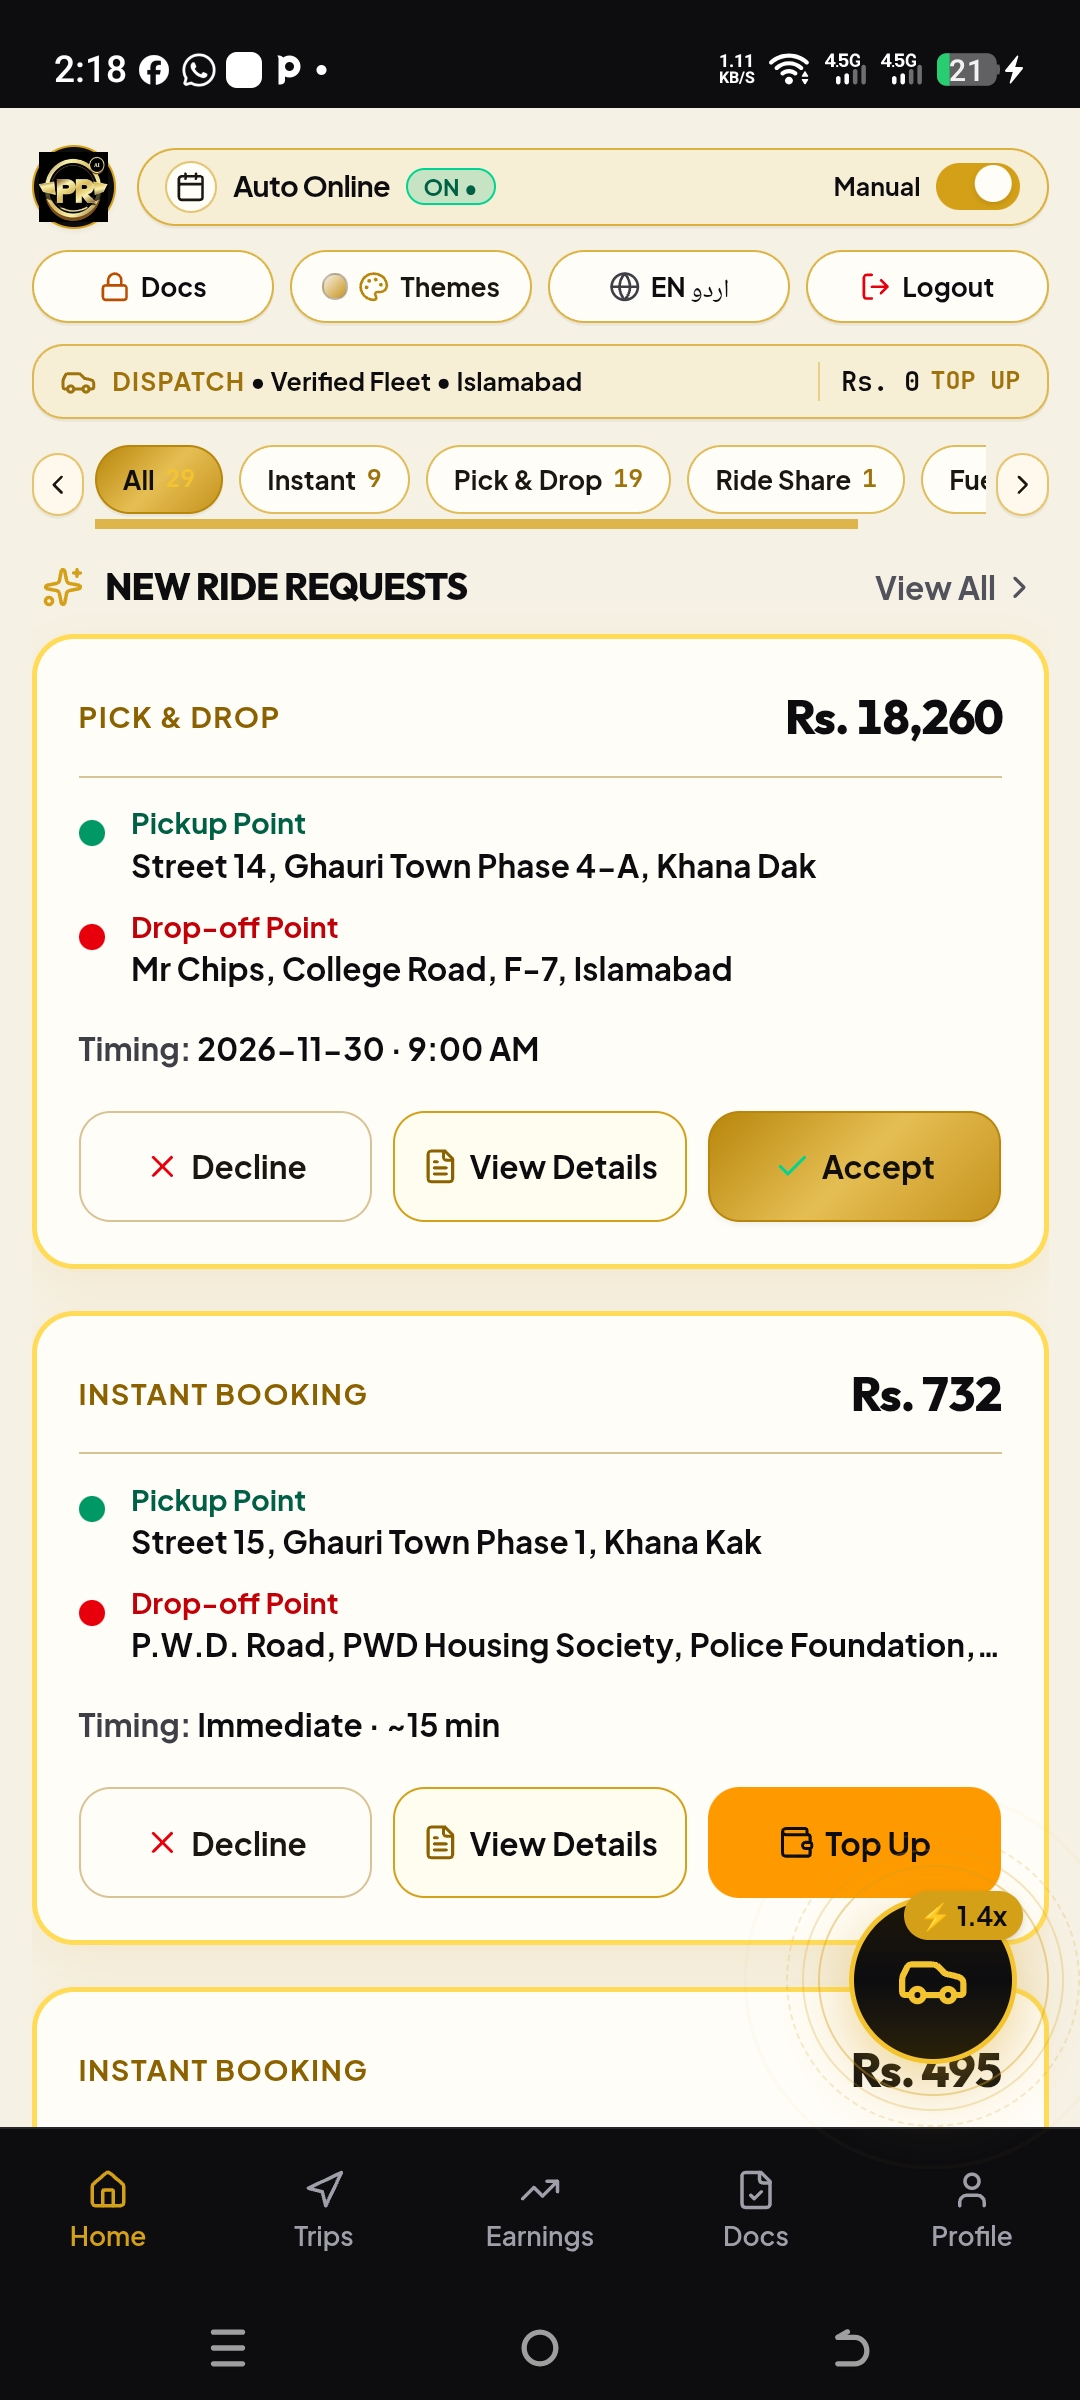 2:18
1.11 KB/S 4.5G 4.5G 21
PR AI
Auto Online ON Manual
Docs Themes EN اردو Logout
DISPATCH • Verified Fleet • Islamabad Rs. 0 TOP UP
All 29 Instant 9 Pick & Drop 19 Ride Share 1 Fue
NEW RIDE REQUESTS View All
PICK & DROP Rs. 18,260
Pickup Point
Street 14, Ghauri Town Phase 4-A, Khana Dak
Drop-off Point
Mr Chips, College Road, F-7, Islamabad
Timing: 2026-11-30 · 9:00 AM
Decline View Details Accept
INSTANT BOOKING Rs. 732
Pickup Point
Street 15, Ghauri Town Phase 1, Khana Kak
Drop-off Point
P.W.D. Road, PWD Housing Society, Police Foundation,...
Timing: Immediate · ~15 min
Decline View Details Top Up
1.4x
INSTANT BOOKING Rs. 495
Home Trips Earnings Docs Profile